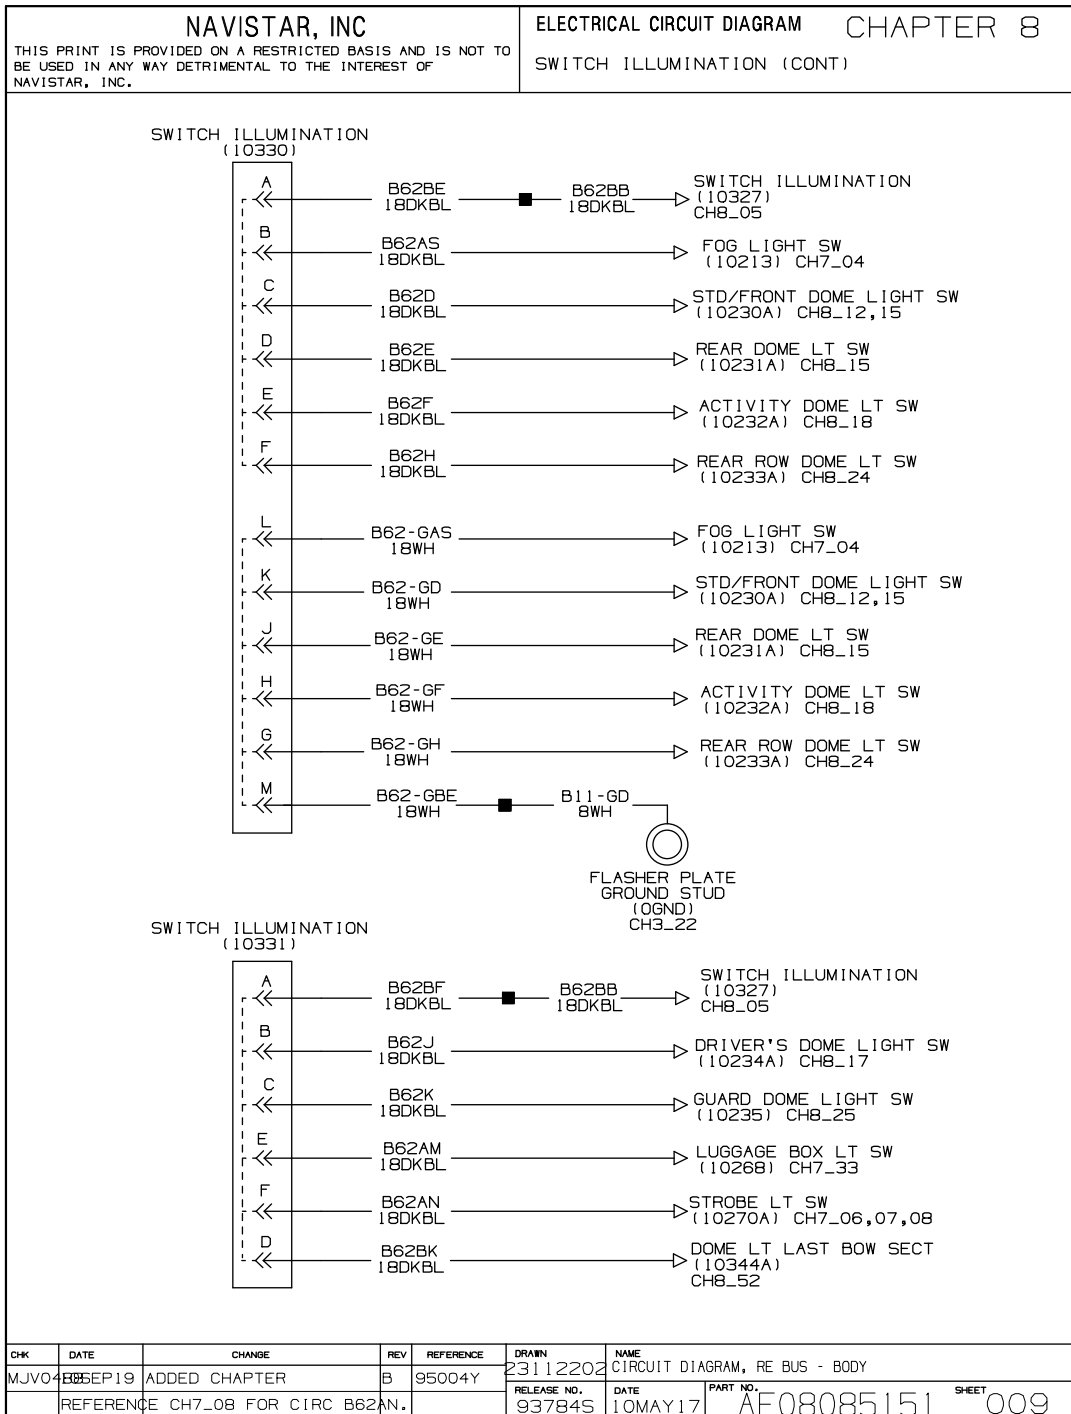 NAVISTAR, INC
THIS PRINT IS PROVIDED ON A RESTRICTED BASIS AND IS NOT TO
BE USED IN ANY WAY DETRIMENTAL TO THE INTEREST OF
NAVISTAR, INC.
ELECTRICAL CIRCUIT DIAGRAM CHAPTER 8
SWITCH ILLUMINATION (CONT)
SWITCH ILLUMINATION
(10330)
A
B62BE
18DKBL
B62BB
18DKBL
SWITCH ILLUMINATION
(10327)
CH8_05
B
B62AS
18DKBL
FOG LIGHT SW
(10213) CH7_04
C
B62D
18DKBL
STD/FRONT DOME LIGHT SW
(10230A) CH8_12,15
D
B62E
18DKBL
REAR DOME LT SW
(10231A) CH8_15
E
B62F
18DKBL
ACTIVITY DOME LT SW
(10232A) CH8_18
F
B62H
18DKBL
REAR ROW DOME LT SW
(10233A) CH8_24
L
B62-GAS
18WH
FOG LIGHT SW
(10213) CH7_04
K
B62-GD
18WH
STD/FRONT DOME LIGHT SW
(10230A) CH8_12,15
J
B62-GE
18WH
REAR DOME LT SW
(10231A) CH8_15
H
B62-GF
18WH
ACTIVITY DOME LT SW
(10232A) CH8_18
G
B62-GH
18WH
REAR ROW DOME LT SW
(10233A) CH8_24
M
B62-GBE
18WH
B11-GD
8WH
FLASHER PLATE
GROUND STUD
(0GND)
CH3_22
SWITCH ILLUMINATION
(10331)
A
B62BF
18DKBL
B62BB
18DKBL
SWITCH ILLUMINATION
(10327)
CH8_05
B
B62J
18DKBL
DRIVER'S DOME LIGHT SW
(10234A) CH8_17
C
B62K
18DKBL
GUARD DOME LIGHT SW
(10235) CH8_25
E
B62AM
18DKBL
LUGGAGE BOX LT SW
(10268) CH7_33
F
B62AN
18DKBL
STROBE LT SW
(10270A) CH7_06,07,08
D
B62BK
18DKBL
DOME LT LAST BOW SECT
(10344A)
CH8_52
CHK DATE CHANGE REV REFERENCE
SEP19 ADDED CHAPTER B 95004Y
REFERENCE CH7_08 FOR CIRC B62AN.
DRAWN
23112202
NAME
CIRCUIT DIAGRAM, RE BUS - BODY
RELEASE NO.
93784S
DATE
10MAY17
PART NO.
AF08085151
SHEET
009